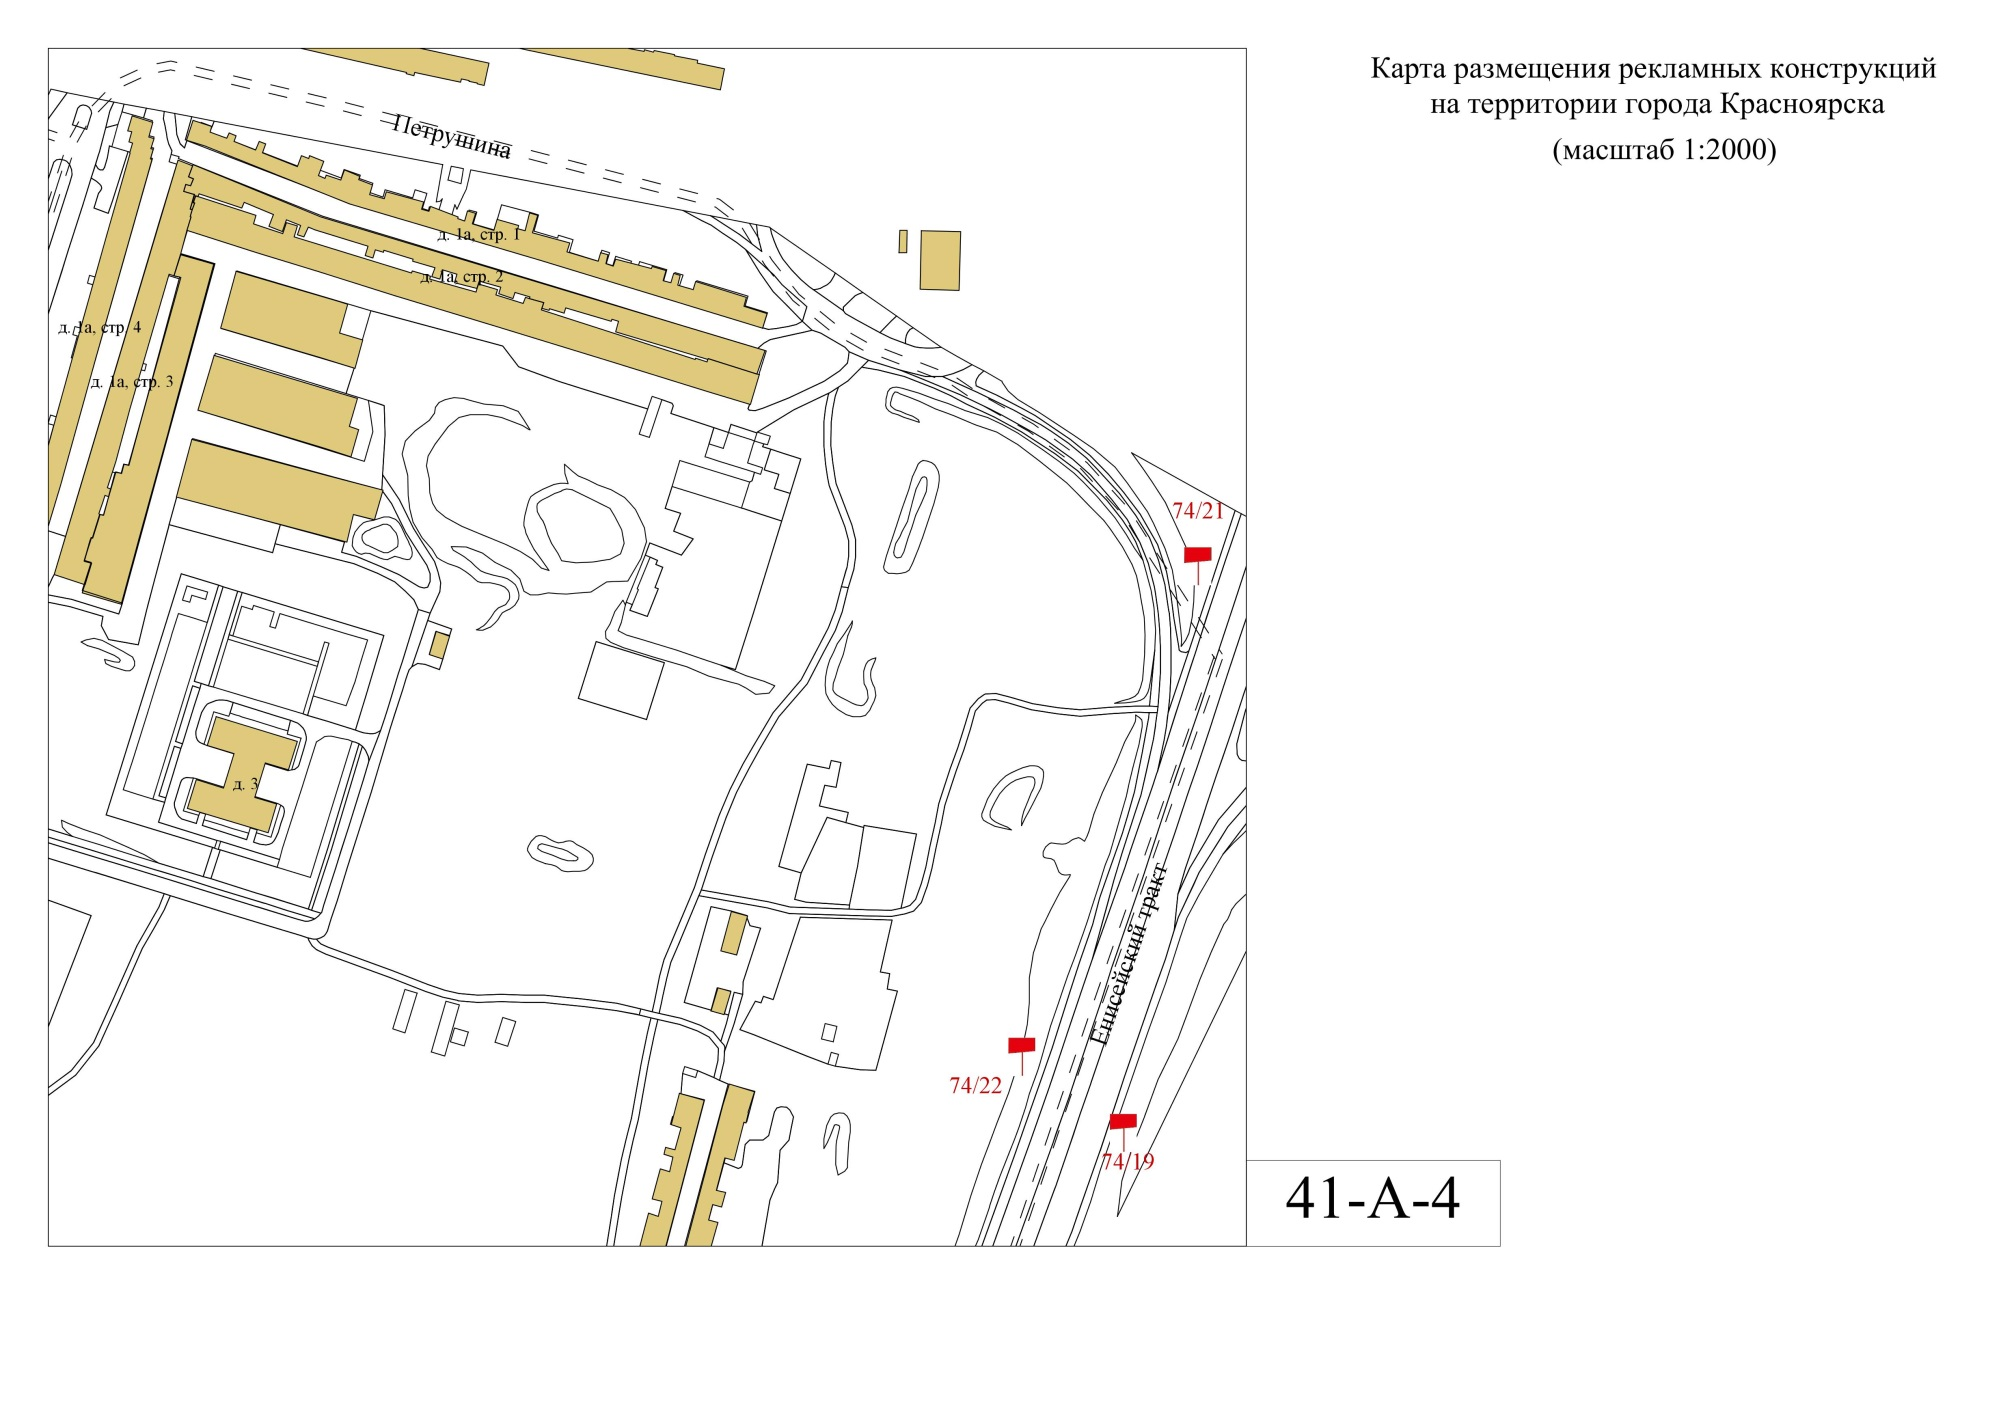 Карта размещения рекламных конструкций
на территории города Красноярска
(масштаб 1:2000)
Петрушина
д. 1а, стр. 1
д. 1а, стр. 2
д. 1а, стр. 4
д. 1а, стр. 3
74/21
д. 3
Енисейский тракт
74/22
74/19
41-А-4